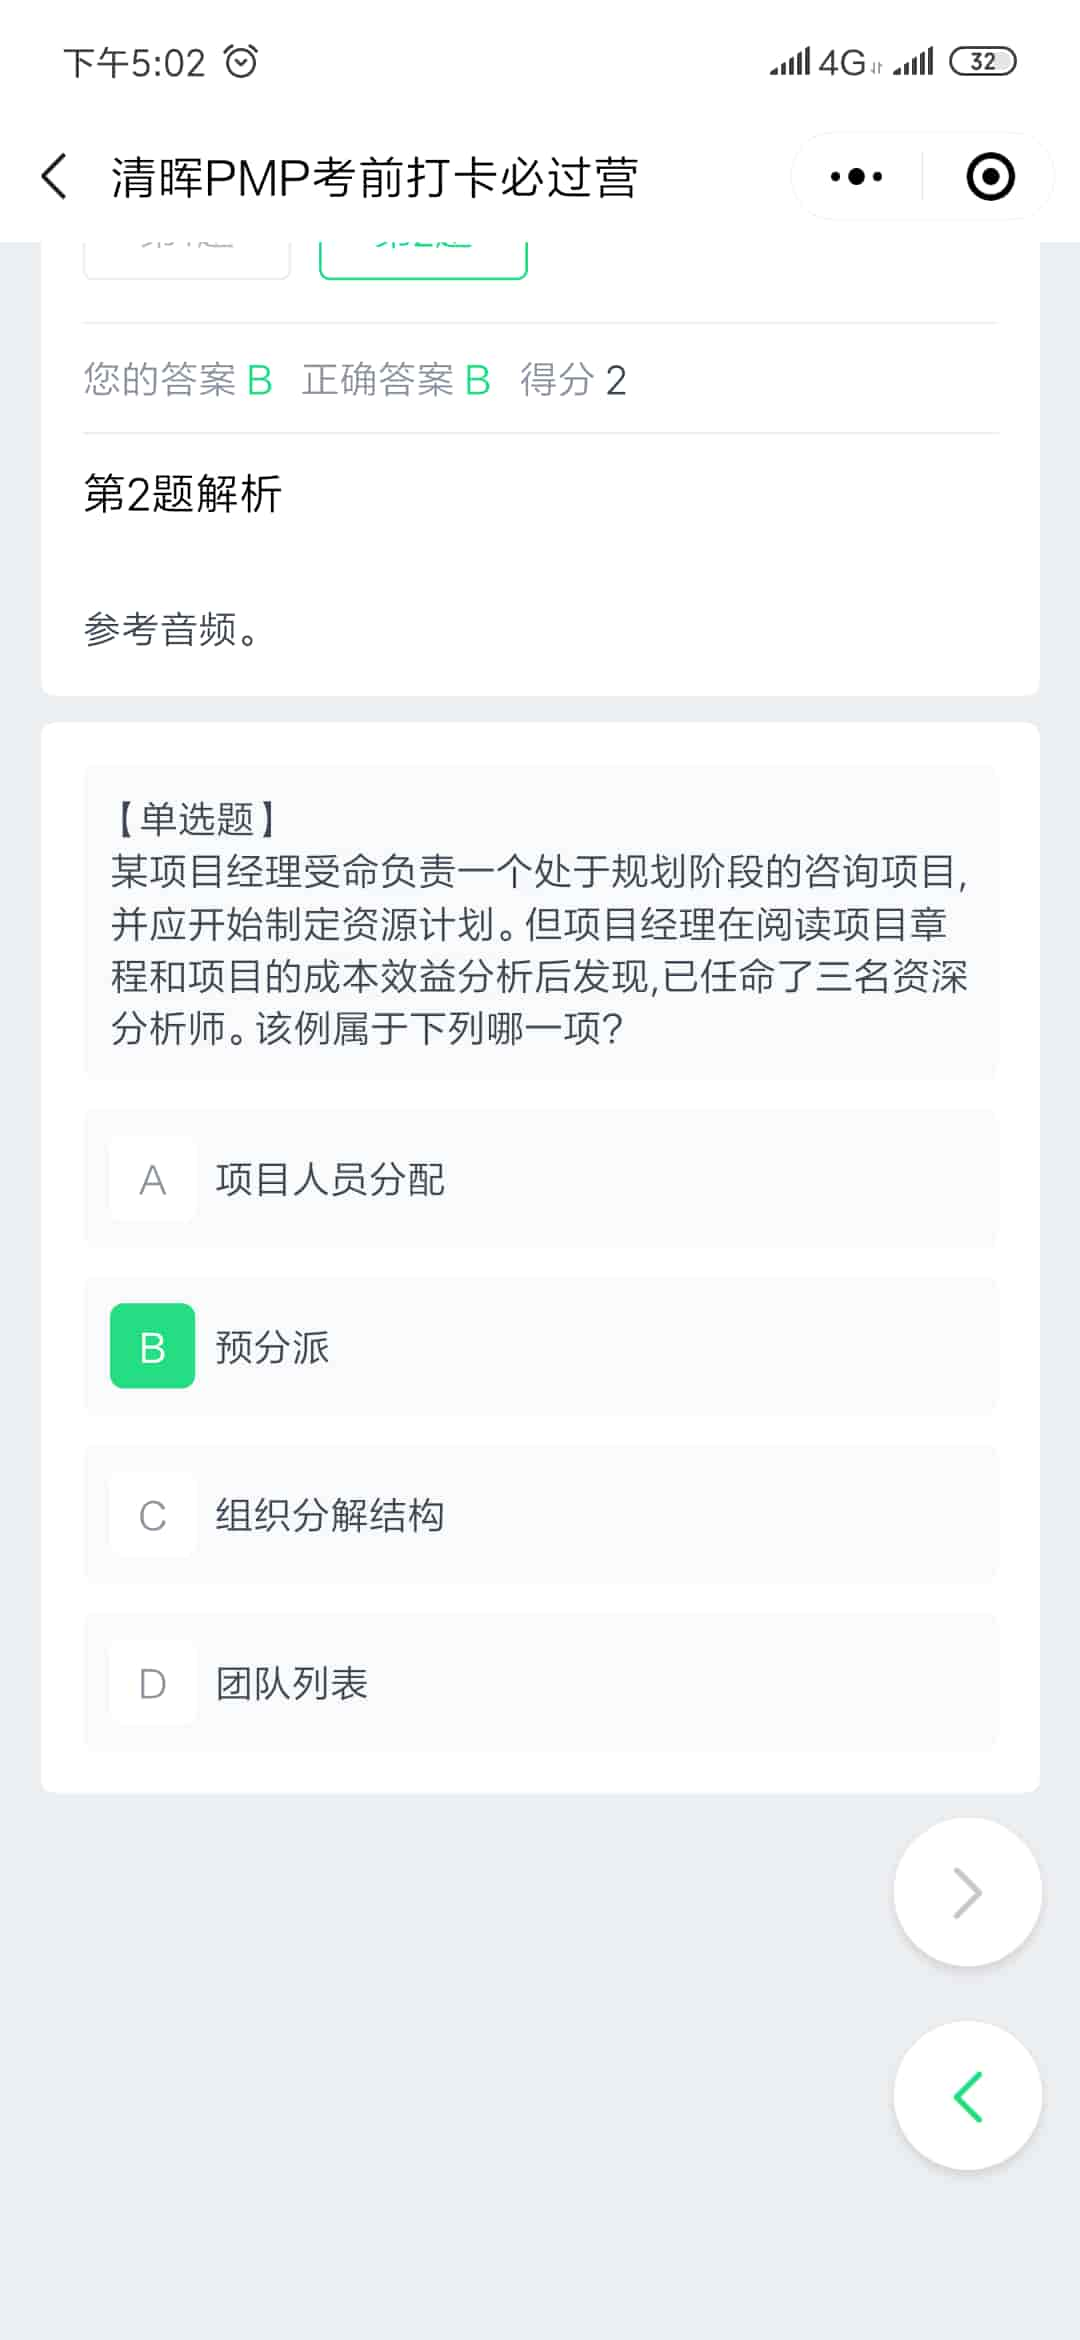 下午5:02
4G
32
清晖PMP考前打卡必过营
您的答案 B 正确答案 B 得分 2
第2题解析
参考音频。
【单选题】
某项目经理受命负责一个处于规划阶段的咨询项目,
并应开始制定资源计划。但项目经理在阅读项目章
程和项目的成本效益分析后发现,已任命了三名资深
分析师。该例属于下列哪一项?
A 项目人员分配
B 预分派
C 组织分解结构
D 团队列表